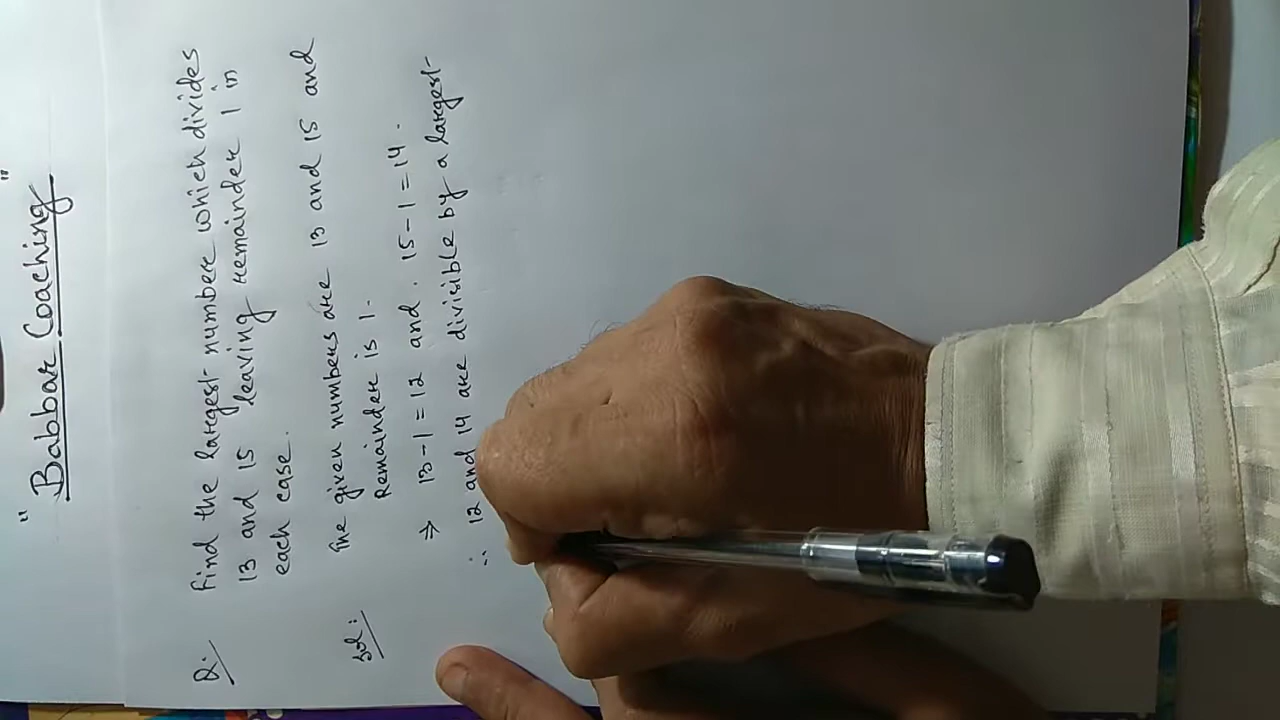 " Babbar Coaching "
Q:- Find the largest number which divides
13 and 15 leaving remainder 1 in
each case.
Sol:- The given numbers are 13 and 15 and
Remainder is 1.
⇒ 13-1=12 and . 15-1=14.
∴ 12 and 14 are divisible by a largest